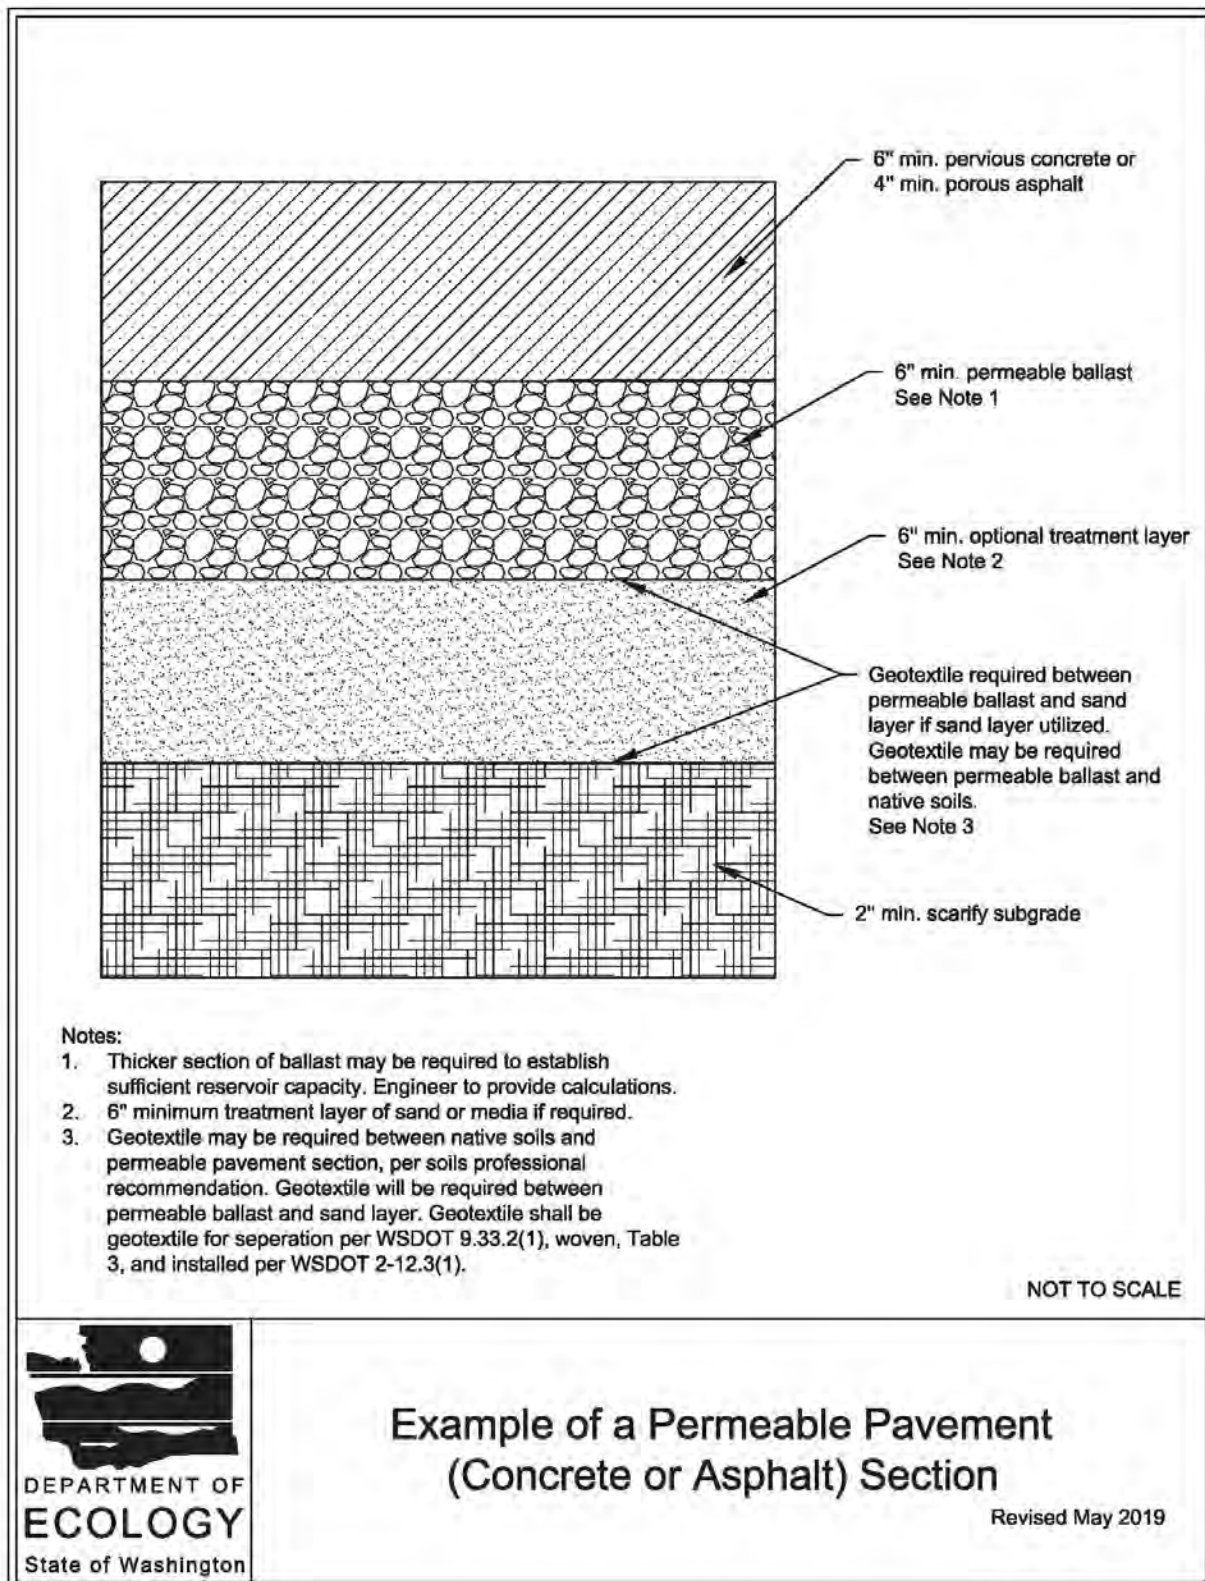 6" min. pervious concrete or
4" min. porous asphalt
6" min. permeable ballast
See Note 1
6" min. optional treatment layer
See Note 2
Geotextile required between
permeable ballast and sand
layer if sand layer utilized.
Geotextile may be required
between permeable ballast and
native soils.
See Note 3
2" min. scarify subgrade
Notes:
1. Thicker section of ballast may be required to establish
sufficient reservoir capacity. Engineer to provide calculations.
2. 6" minimum treatment layer of sand or media if required.
3. Geotextile may be required between native soils and
permeable pavement section, per soils professional
recommendation. Geotextile will be required between
permeable ballast and sand layer. Geotextile shall be
geotextile for seperation per WSDOT 9.33.2(1), woven, Table
3, and installed per WSDOT 2-12.3(1).
NOT TO SCALE
DEPARTMENT OF
ECOLOGY
State of Washington
Example of a Permeable Pavement
(Concrete or Asphalt) Section
Revised May 2019